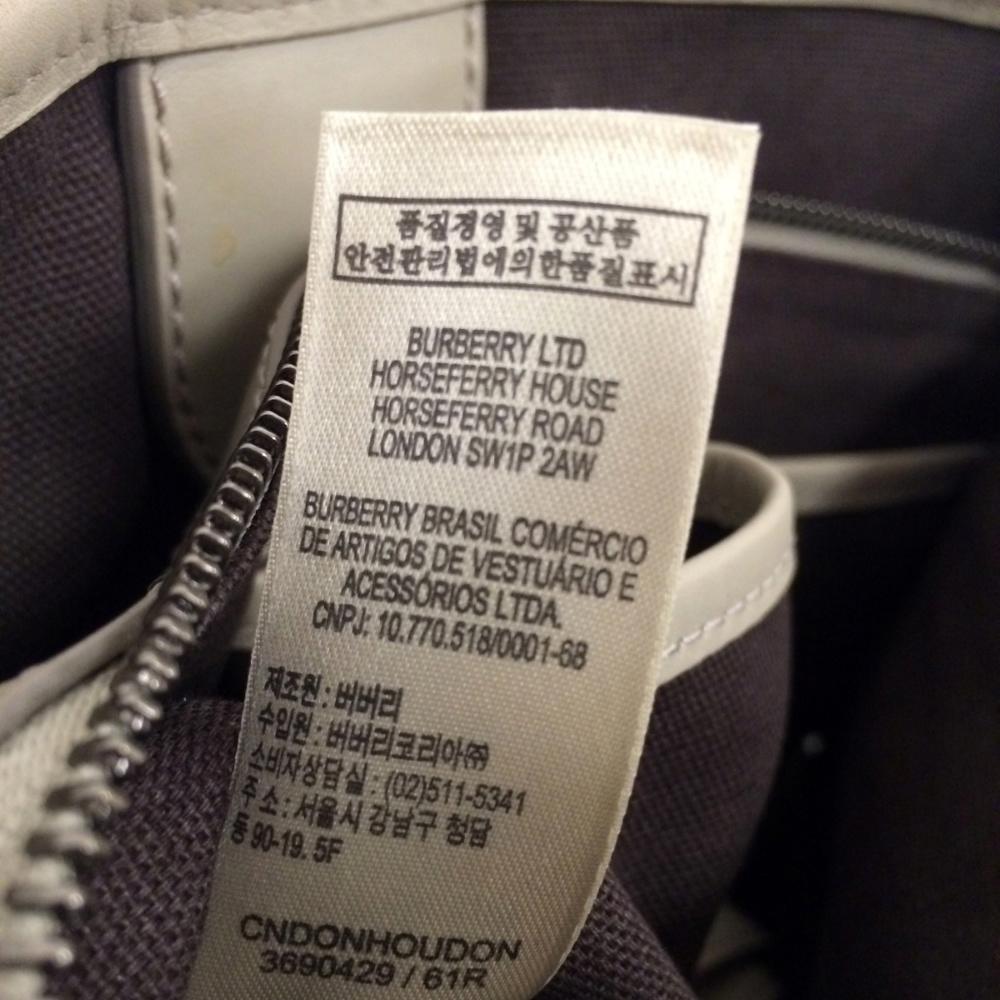 품질경영 및 공산품
안전관리법에의한품질표시
BURBERRY LTD
HORSEFERRY HOUSE
HORSEFERRY ROAD
LONDON SW1P 2AW
BURBERRY BRASIL COMÉRCIO
DE ARTIGOS DE VESTUÁRIO E
ACESSÓRIOS LTDA.
CNPJ: 10.770.518/0001-68
제조원 : 버버리
수입원 : 버버리코리아㈜
소비자상담실 : (02)511-5341
주 소 : 서울시 강남구 청담
동 90-19. 5F
CNDONHOUDON
3690429 / 61R